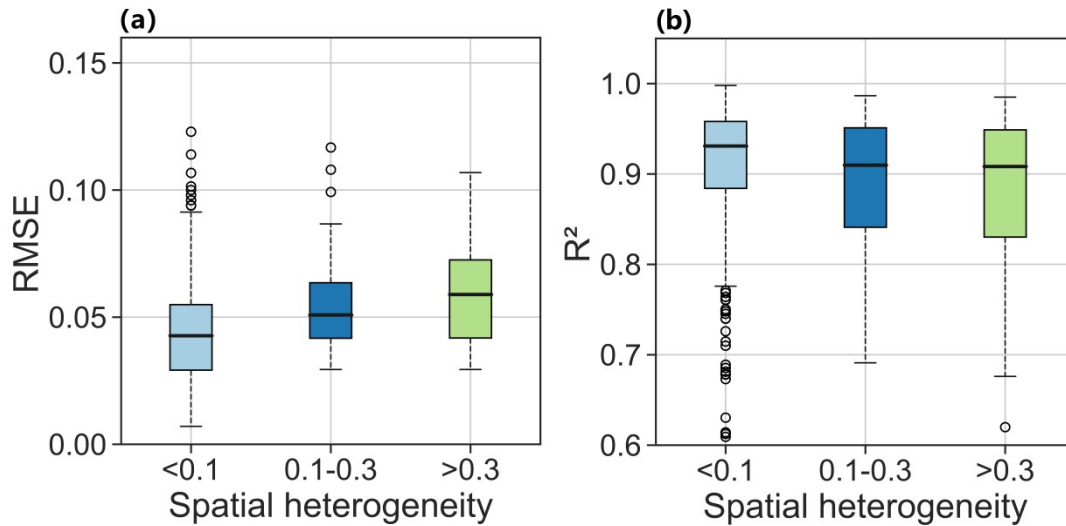 (a)
RMSE
0.15
0.10
0.05
0.00
<0.1
0.1-0.3
>0.3
Spatial heterogeneity
(b)
R²
1.0
0.9
0.8
0.7
0.6
<0.1
0.1-0.3
>0.3
Spatial heterogeneity